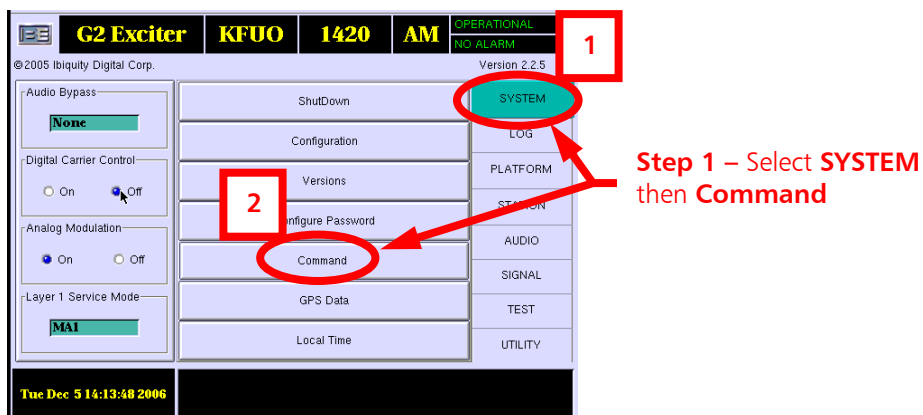 G2 Exciter KFUO 1420 AM OPERATIONAL
NO ALARM
©2005 Ibiquity Digital Corp. Version 2.2.5
1
Audio Bypass
None
Digital Carrier Control
On Off
Analog Modulation
On Off
Layer 1 Service Mode
MA1
ShutDown
Configuration
Versions
2
nfigure Password
Command
GPS Data
Local Time
SYSTEM
LOG
PLATFORM
AUDIO
SIGNAL
TEST
UTILITY
Step 1 – Select SYSTEM
then Command
Tue Dec 5 14:13:48 2006